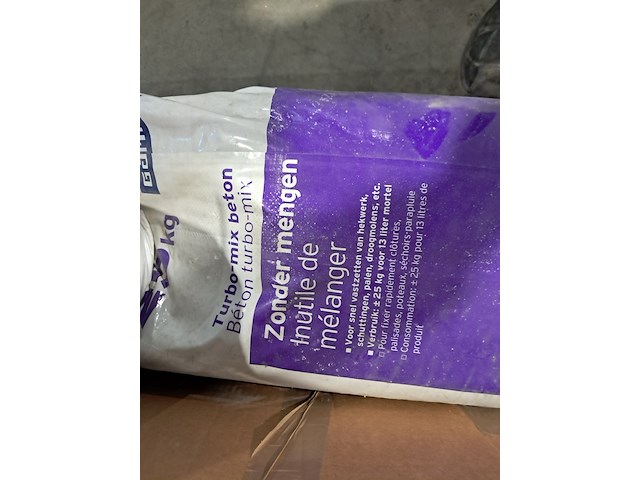 kg
Turbo-mix beton
Béton turbo-mix
Zonder mengen
Inutile de
mélanger
■ Voor snel vastzetten van hekwerk,
schuttingen, palen, droogmolens, etc.
■ Verbruik: ± 25 kg voor 13 liter mortel
□ Pour fixer rapidement clôtures,
palisades, poteaux, séchoirs-parapluie
□ Consommation: ± 25 kg pour 13 litres de
produit